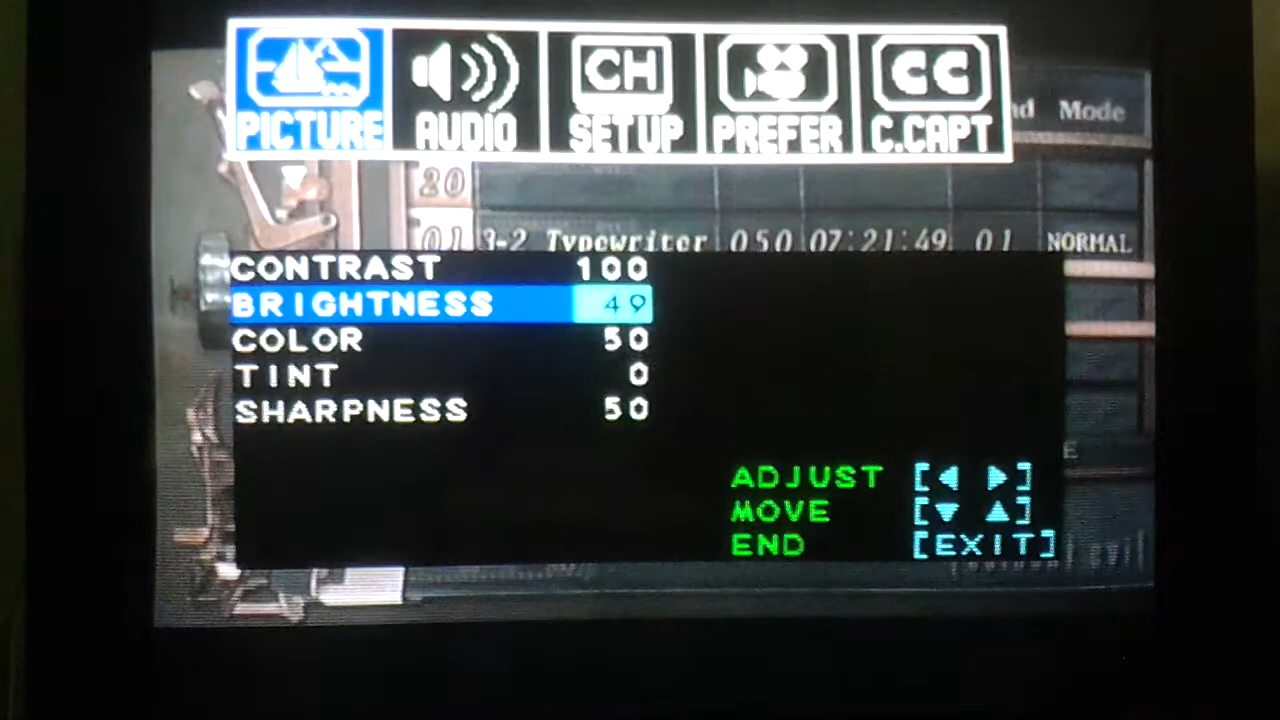 PICTURE AUDIO CH SETUP PREFER CC C.CAPT
Mode
20
01 3-2 Typewriter 050 07:21:49 01 NORMAL
CONTRAST 100
BRIGHTNESS 49
COLOR 50
TINT 0
SHARPNESS 50
ADJUST [◀ ▶]
MOVE [▼ ▲]
END [EXIT]